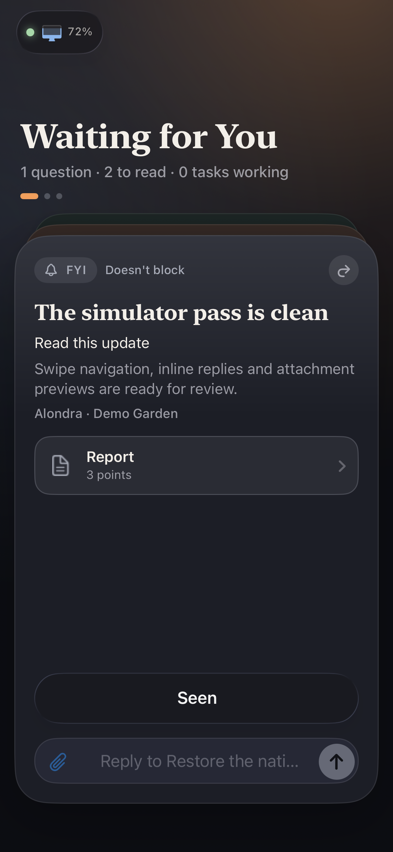 72%
Waiting for You
1 question · 2 to read · 0 tasks working
FYI Doesn't block
The simulator pass is clean
Read this update
Swipe navigation, inline replies and attachment
previews are ready for review.
Alondra · Demo Garden
Report
3 points
Seen
Reply to Restore the nati...